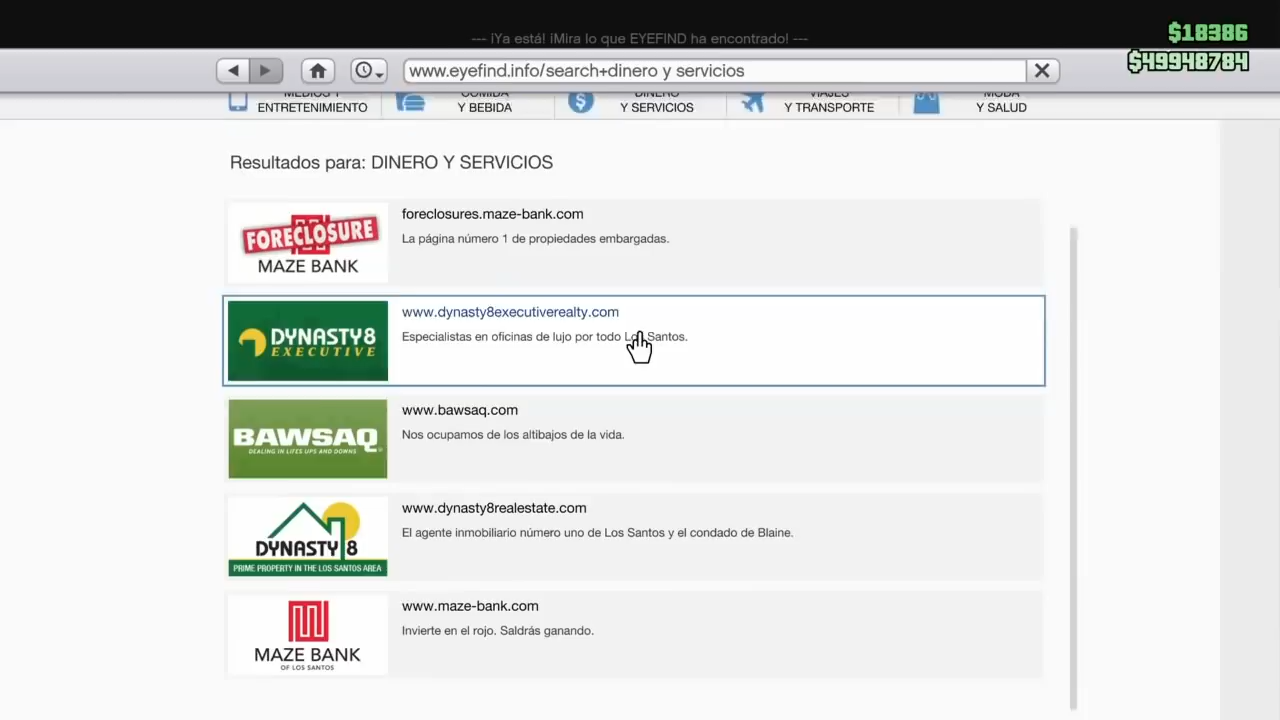 --- ¡Ya está! ¡Mira lo que EYEFIND ha encontrado! ---
$18386
$49948784
www.eyefind.info/search+dinero y servicios
MEDIOS Y
ENTRETENIMIENTO
COMIDA
Y BEBIDA
DINERO
Y SERVICIOS
VIAJES
Y TRANSPORTE
MODA
Y SALUD
Resultados para: DINERO Y SERVICIOS
FORECLOSURE
MAZE BANK
foreclosures.maze-bank.com
La página número 1 de propiedades embargadas.
DYNASTY8
EXECUTIVE
www.dynasty8executiverealty.com
Especialistas en oficinas de lujo por todo Los Santos.
BAWSAQ
DEALING IN LIFES UPS AND DOWNS
www.bawsaq.com
Nos ocupamos de los altibajos de la vida.
DYNASTY 8
PRIME PROPERTY IN THE LOS SANTOS AREA
www.dynasty8realestate.com
El agente inmobiliario número uno de Los Santos y el condado de Blaine.
MAZE BANK
OF LOS SANTOS
www.maze-bank.com
Invierte en el rojo. Saldrás ganando.